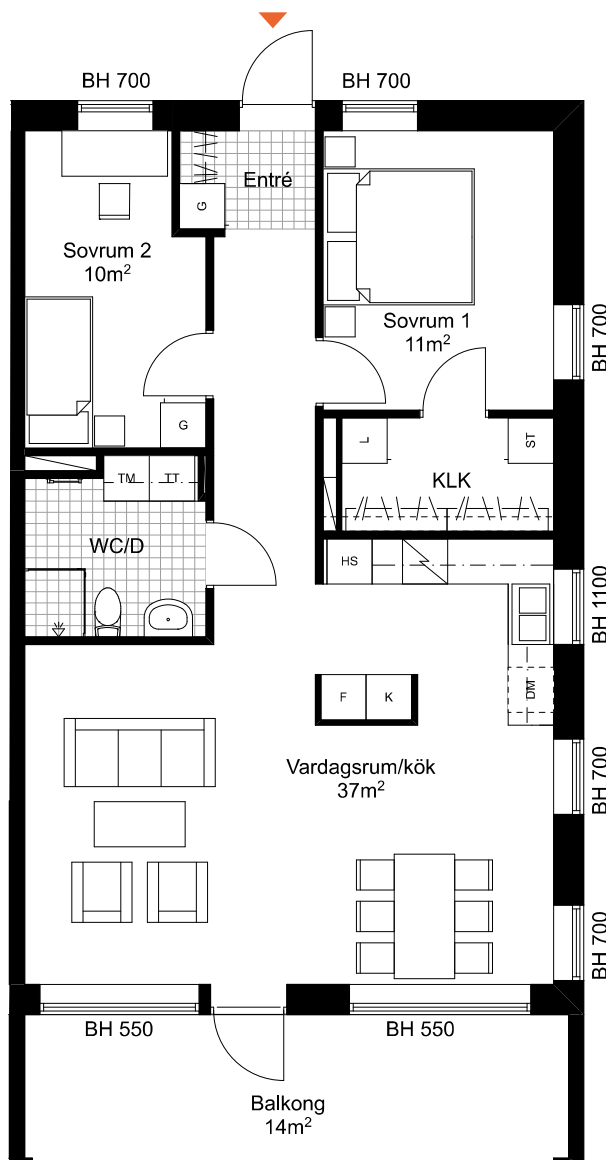 BH 700
BH 700
Entré
G
Sovrum 2
10m²
Sovrum 1
11m²
BH 700
G
L
ST
KLK
TM
TT
WC/D
HS
BH 1100
DM
F
K
Vardagsrum/kök
37m²
BH 700
BH 700
BH 550
BH 550
Balkong
14m²